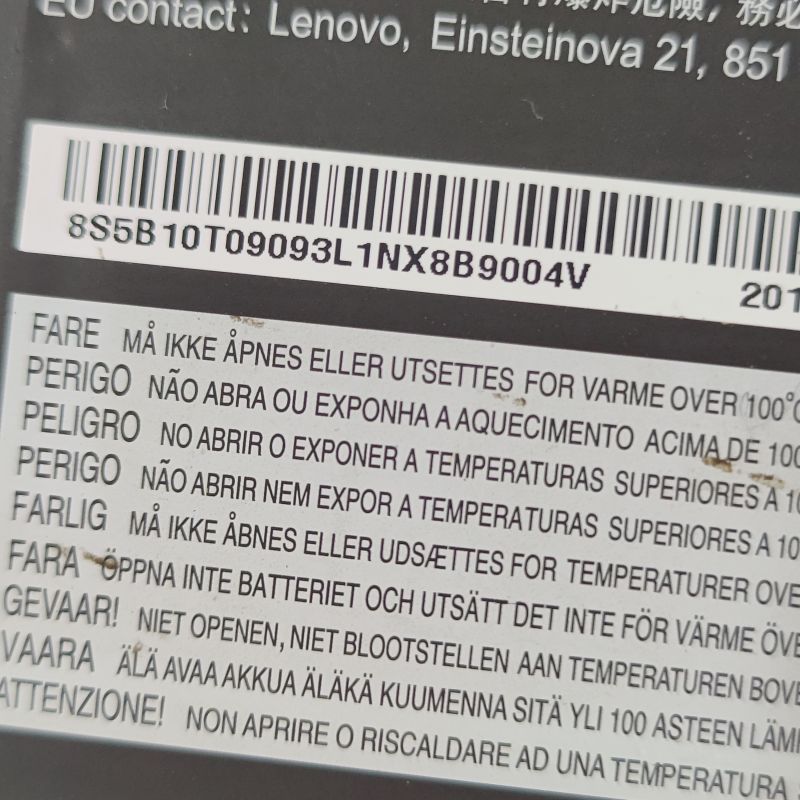 險,務必
EU contact: Lenovo, Einsteinova 21, 851
8S5B10T09093L1NX8B9004V
201
FARE MÅ IKKE ÅPNES ELLER UTSETTES FOR VARME OVER 100°C
PERIGO NÃO ABRA OU EXPONHA A AQUECIMENTO ACIMA DE 100
PELIGRO NO ABRIR O EXPONER A TEMPERATURAS SUPERIORES A 10
PERIGO NÃO ABRIR NEM EXPOR A TEMPERATURAS SUPERIORES A 10
FARLIG MÅ IKKE ÅBNES ELLER UDSÆTTES FOR TEMPERATURER OVE
FARA ÖPPNA INTE BATTERIET OCH UTSÄTT DET INTE FÖR VÄRME ÖVE
GEVAAR! NIET OPENEN, NIET BLOOTSTELLEN AAN TEMPERATUREN BOVE
VAARA ÄLÄ AVAA AKKUA ÄLÄKÄ KUUMENNA SITÄ YLI 100 ASTEEN LÄM
ATTENZIONE! NON APRIRE O RISCALDARE AD UNA TEMPERATURA S